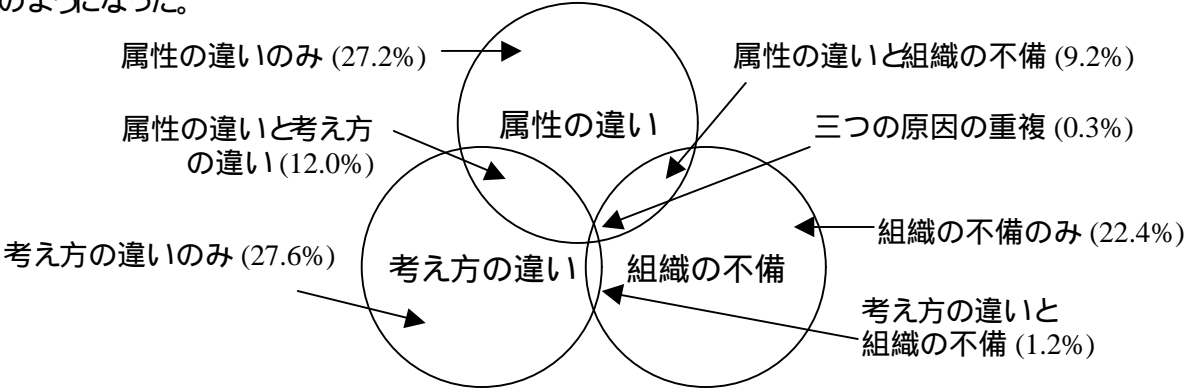 のようになった。
属性の違いのみ (27.2%)
属性の違いと組織の不備 (9.2%)
属性の違いと考え方
の違い (12.0%)
属性の違い
三つの原因の重複 (0.3%)
考え方の違いのみ (27.6%)
考え方の違い
組織の不備
組織の不備のみ (22.4%)
考え方の違いと
組織の不備 (1.2%)